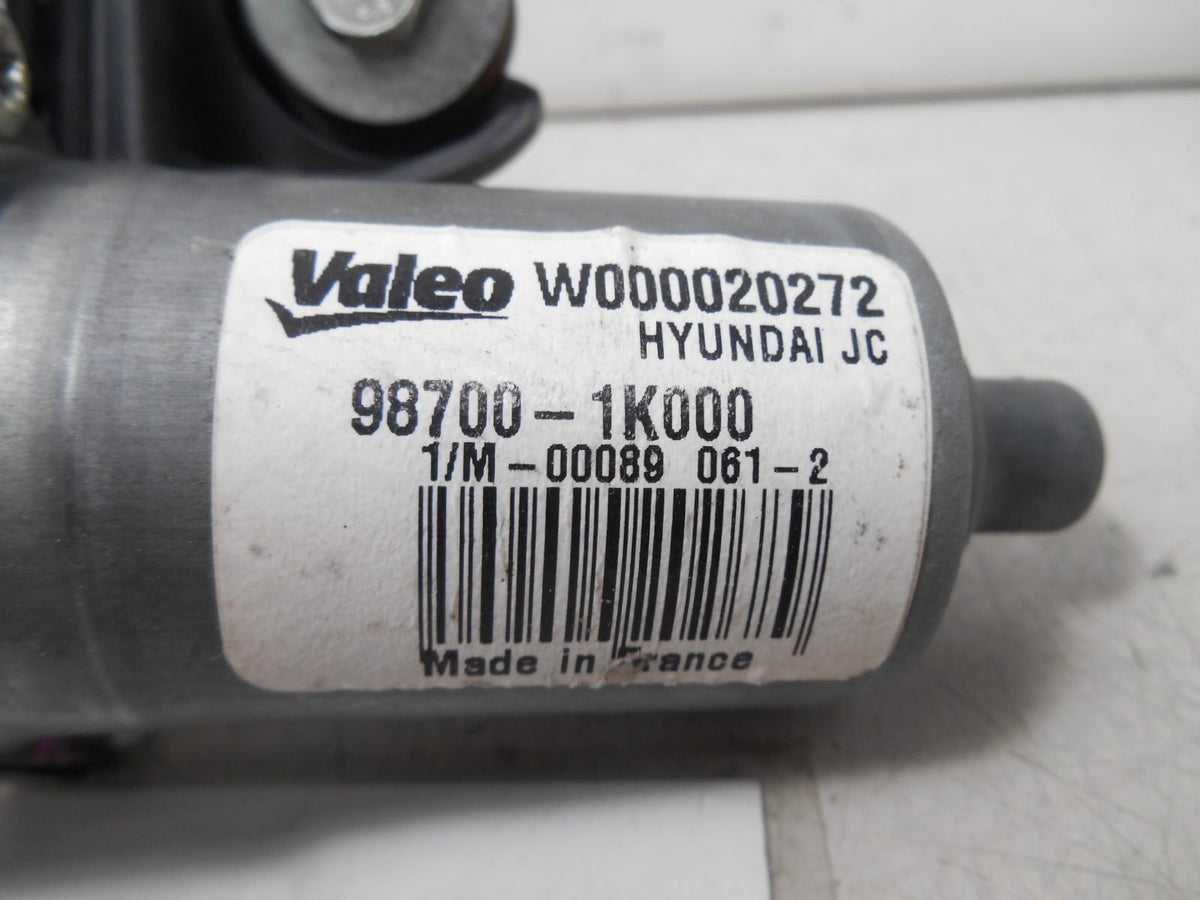 Valeo W000020272
HYUNDAI JC
98700-1K000
1/M-00089 061-2
Made in France